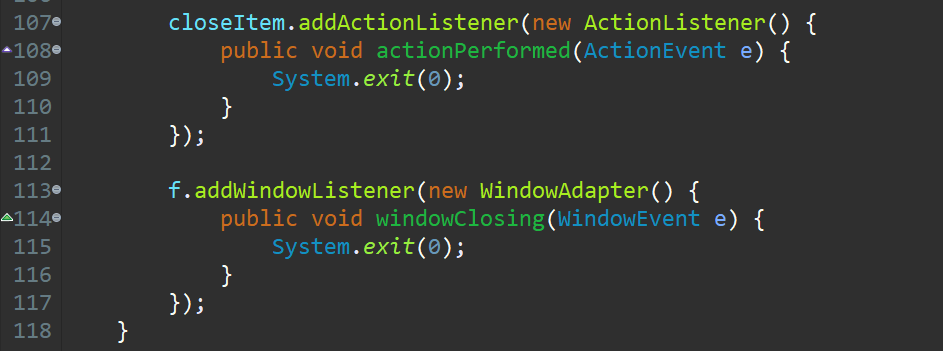 107 closeItem.addActionListener(new ActionListener() {
108 public void actionPerformed(ActionEvent e) {
109 System.exit(0);
110 }
111 });
112
113 f.addWindowListener(new WindowAdapter() {
114 public void windowClosing(WindowEvent e) {
115 System.exit(0);
116 }
117 });
118 }